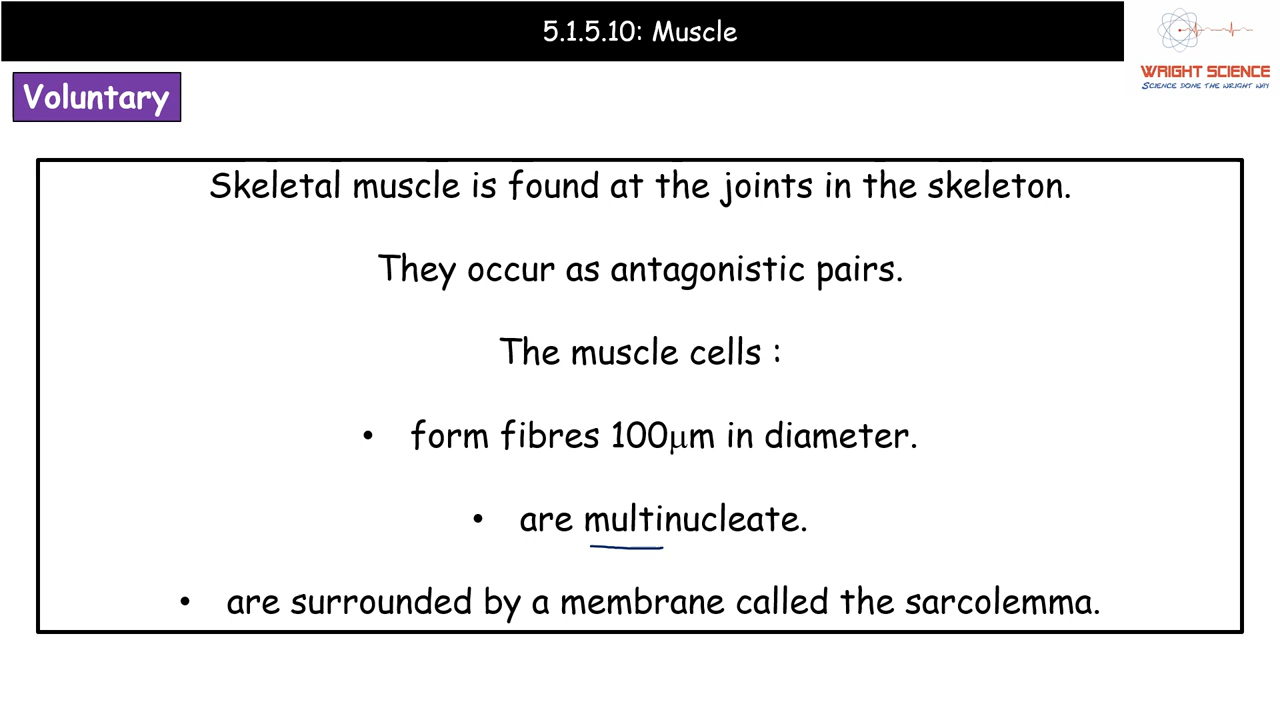 5.1.5.10: Muscle
WRIGHT SCIENCE
SCIENCE DONE THE WRIGHT WAY
Voluntary
Skeletal muscle is found at the joints in the skeleton.
They occur as antagonistic pairs.
The muscle cells :
• form fibres 100μm in diameter.
• are multinucleate.
• are surrounded by a membrane called the sarcolemma.